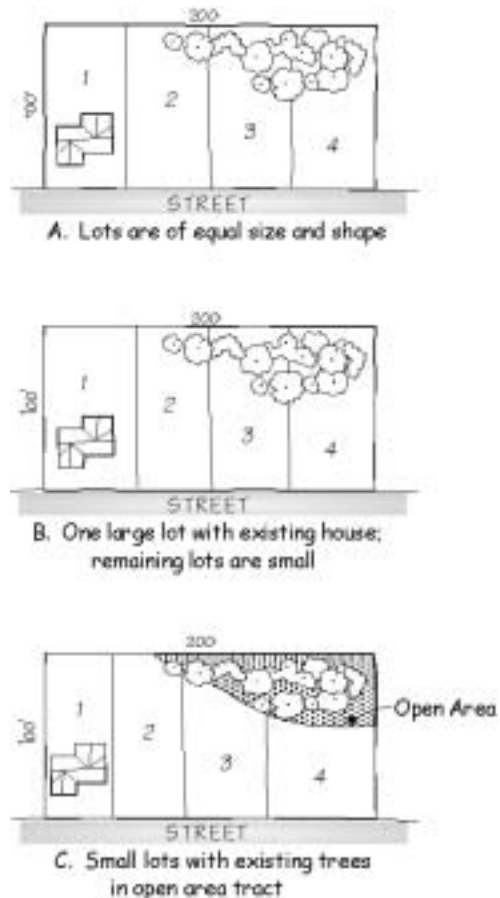 200
100'
1
2
3
4
STREET
A. Lots are of equal size and shape
200
100'
1
2
3
4
STREET
B. One large lot with existing house;
remaining lots are small
200
100'
1
2
3
4
Open Area
STREET
C. Small lots with existing trees
in open area tract